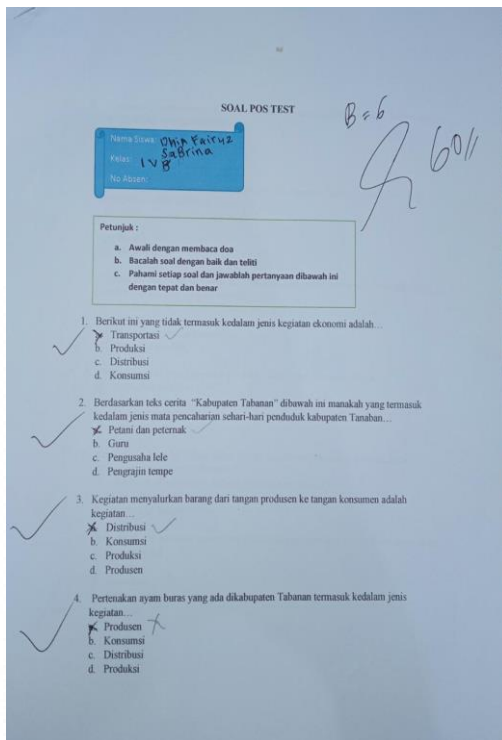 SOAL POS TEST
B = 6
60//
Nama Siswa: Dhin Fairuz
Sabrina
Kelas: IV B
No Absen:
Petunjuk :
a. Awali dengan membaca doa
b. Bacalah soal dengan baik dan teliti
c. Pahami setiap soal dan jawablah pertanyaan dibawah ini
dengan tepat dan benar
1. Berikut ini yang tidak termasuk kedalam jenis kegiatan ekonomi adalah…
a. Transportasi
b. Produksi
c. Distribusi
d. Konsumsi
2. Berdasarkan teks cerita "Kabupaten Tabanan" dibawah ini manakah yang termasuk
kedalam jenis mata pencaharian sehari-hari penduduk kabupaten Tanaban…
a. Petani dan peternak
b. Guru
c. Pengusaha lele
d. Pengrajin tempe
3. Kegiatan menyalurkan barang dari tangan produsen ke tangan konsumen adalah
kegiatan…
a. Distribusi
b. Konsumsi
c. Produksi
d. Produsen
4. Pertenakan ayam buras yang ada dikabupaten Tabanan termasuk kedalam jenis
kegiatan…
a. Produsen
b. Konsumsi
c. Distribusi
d. Produksi